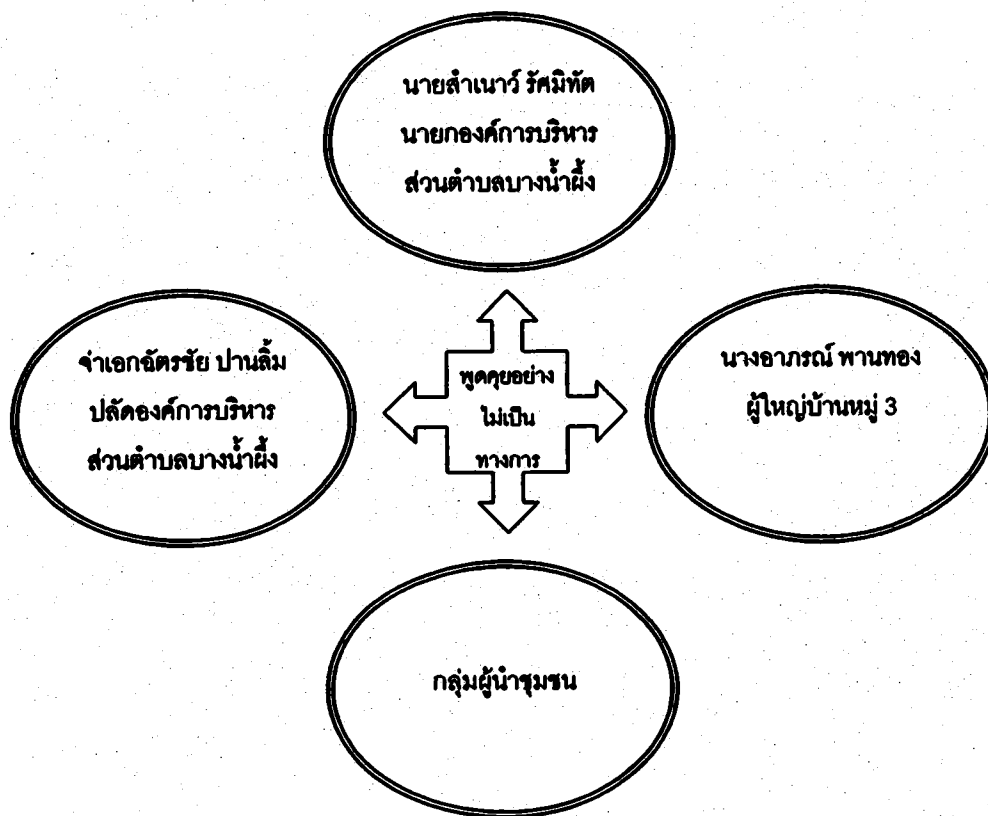 นายสำเนาว์ รัศมิทัต
นายกองค์การบริหาร
ส่วนตำบลบางน้ำผึ้ง
จ่าเอกฉัตรชัย ปานลิ้ม
ปลัดองค์การบริหาร
ส่วนตำบลบางน้ำผึ้ง
พูดคุยอย่าง
ไม่เป็น
ทางการ
นางอาภรณ์ พานทอง
ผู้ใหญ่บ้านหมู่ 3
กลุ่มผู้นำชุมชน